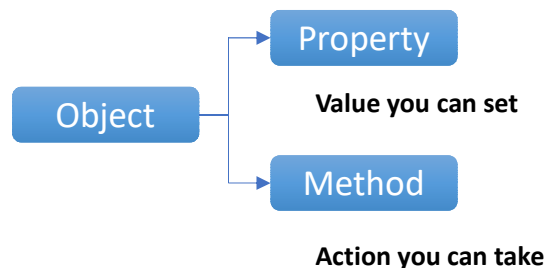 Property
Value you can set
Object
Method
Action you can take